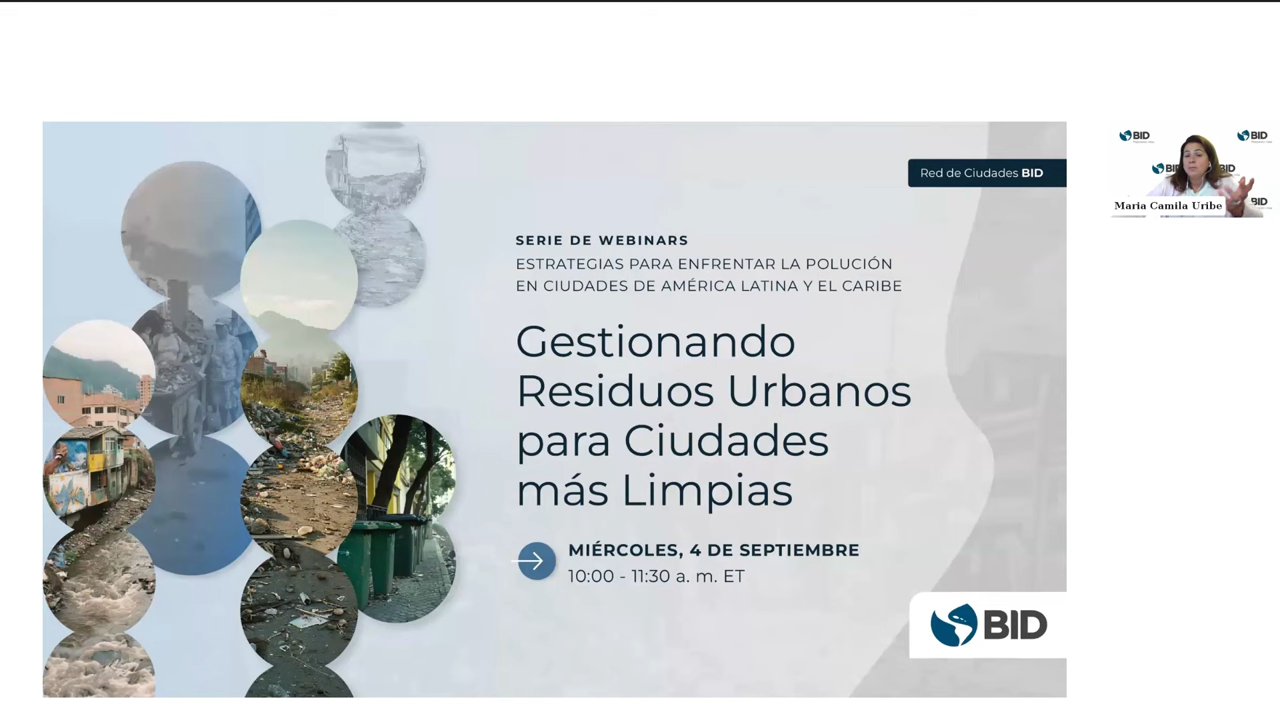 Red de Ciudades BID
SERIE DE WEBINARS
ESTRATEGIAS PARA ENFRENTAR LA POLUCIÓN
EN CIUDADES DE AMÉRICA LATINA Y EL CARIBE
Gestionando
Residuos Urbanos
para Ciudades
más Limpias
MIÉRCOLES, 4 DE SEPTIEMBRE
10:00 - 11:30 a. m. ET
BID
BID
BID
Maria Camila Uribe